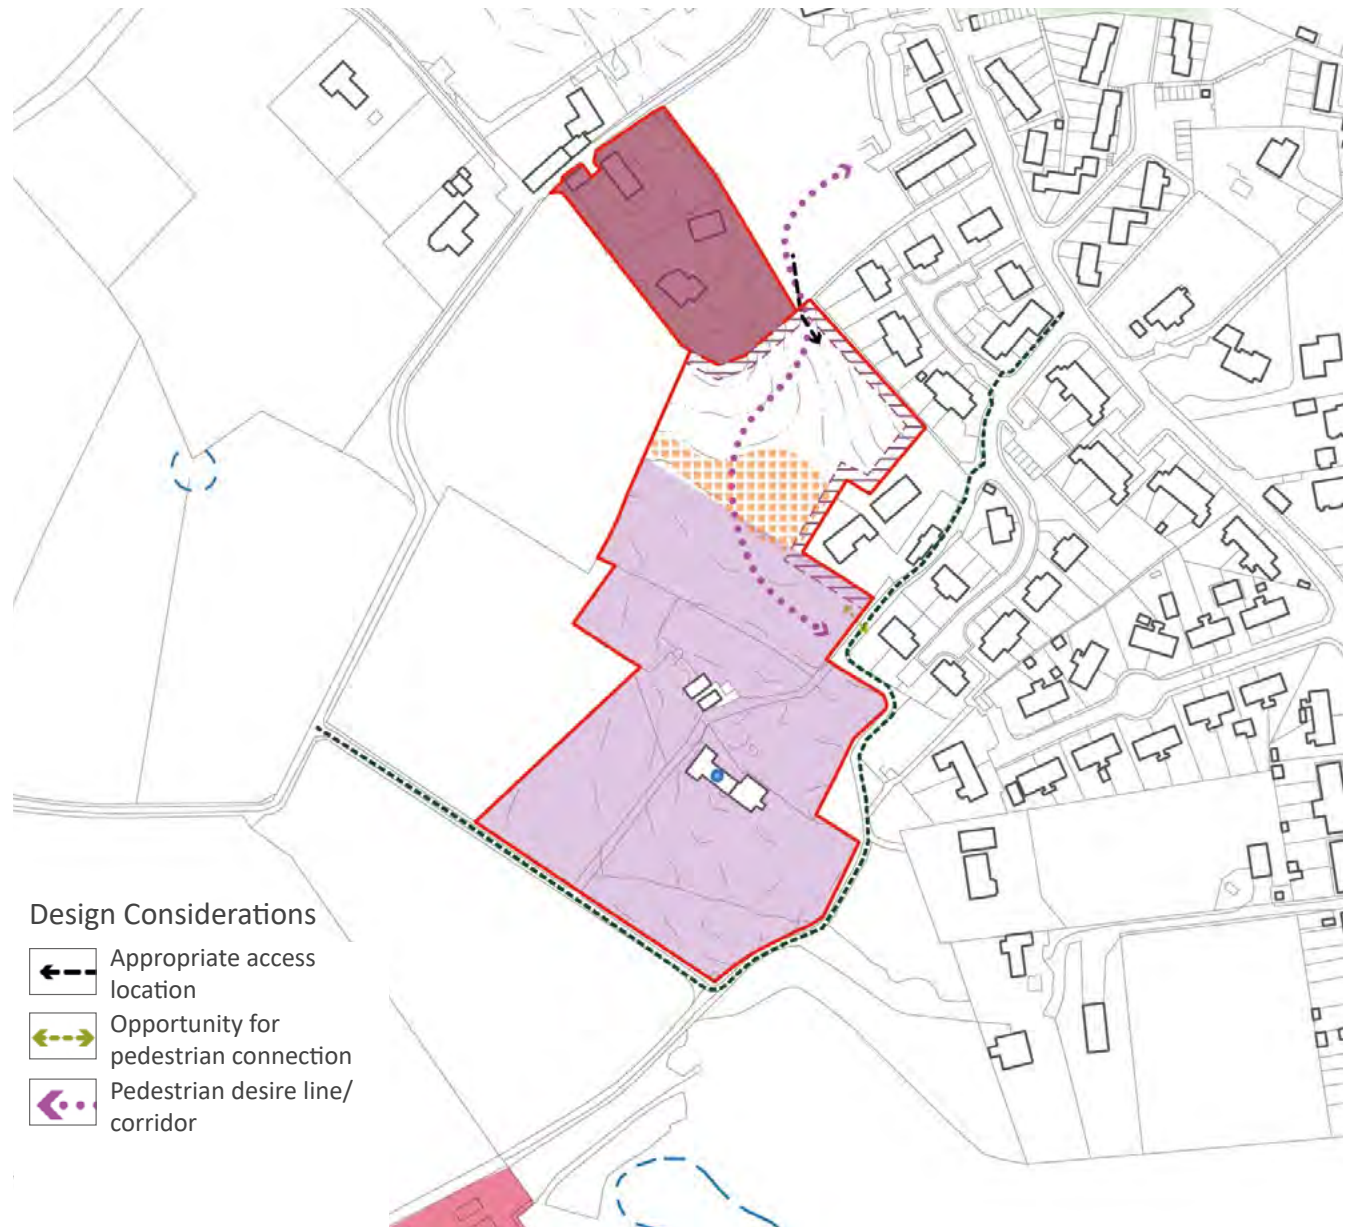 Design Considerations
Appropriate access
location
Opportunity for
pedestrian connection
Pedestrian desire line/
corridor